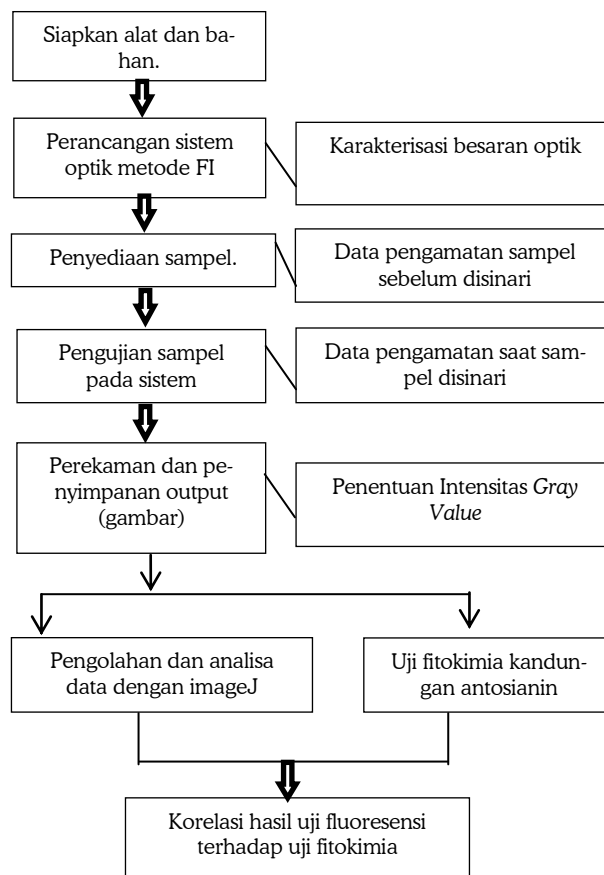 Siapkan alat dan ba-
han.
Perancangan sistem
optik metode FI
Karakterisasi besaran optik
Penyediaan sampel.
Data pengamatan sampel
sebelum disinari
Pengujian sampel
pada sistem
Data pengamatan saat sam-
pel disinari
Perekaman dan pe-
nyimpanan output
(gambar)
Penentuan Intensitas Gray
Value
Pengolahan dan analisa
data dengan imageJ
Uji fitokimia kandun-
gan antosianin
Korelasi hasil uji fluoresensi
terhadap uji fitokimia